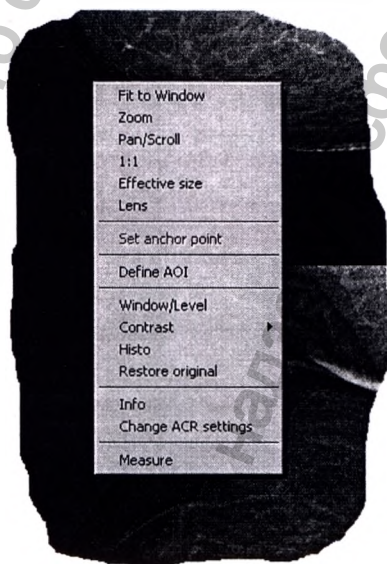 Fit to Window
Zoom
Pan/Scroll
1:1
Effective size
Lens
Set anchor point
Define AOI
Window/Level
Contrast
Histo
Restore original
Info
Change ACR settings
Measure